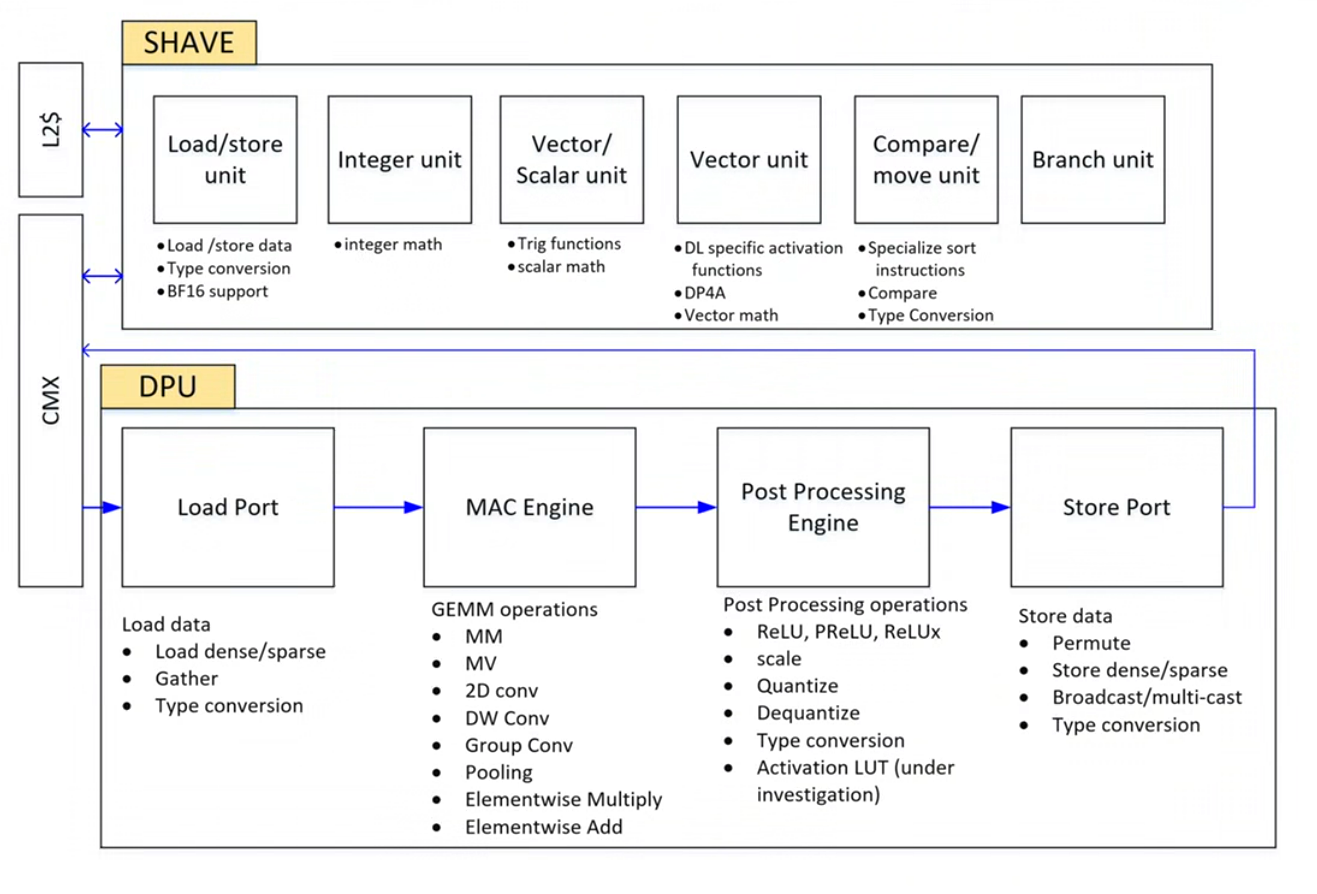 SHAVE
L2$
Load/store
unit
Integer unit
Vector/
Scalar unit
Vector unit
Compare/
move unit
Branch unit
•Load /store data
•Type conversion
•BF16 support
•integer math
•Trig functions
•scalar math
•DL specific activation
functions
•DP4A
•Vector math
•Specialize sort
instructions
•Compare
•Type Conversion
CMX
DPU
Load Port
MAC Engine
Post Processing
Engine
Store Port
Load data
• Load dense/sparse
• Gather
• Type conversion
GEMM operations
• MM
• MV
• 2D conv
• DW Conv
• Group Conv
• Pooling
• Elementwise Multiply
• Elementwise Add
Post Processing operations
• ReLU, PReLU, ReLUx
• scale
• Quantize
• Dequantize
• Type conversion
• Activation LUT (under
investigation)
Store data
• Permute
• Store dense/sparse
• Broadcast/multi-cast
• Type conversion